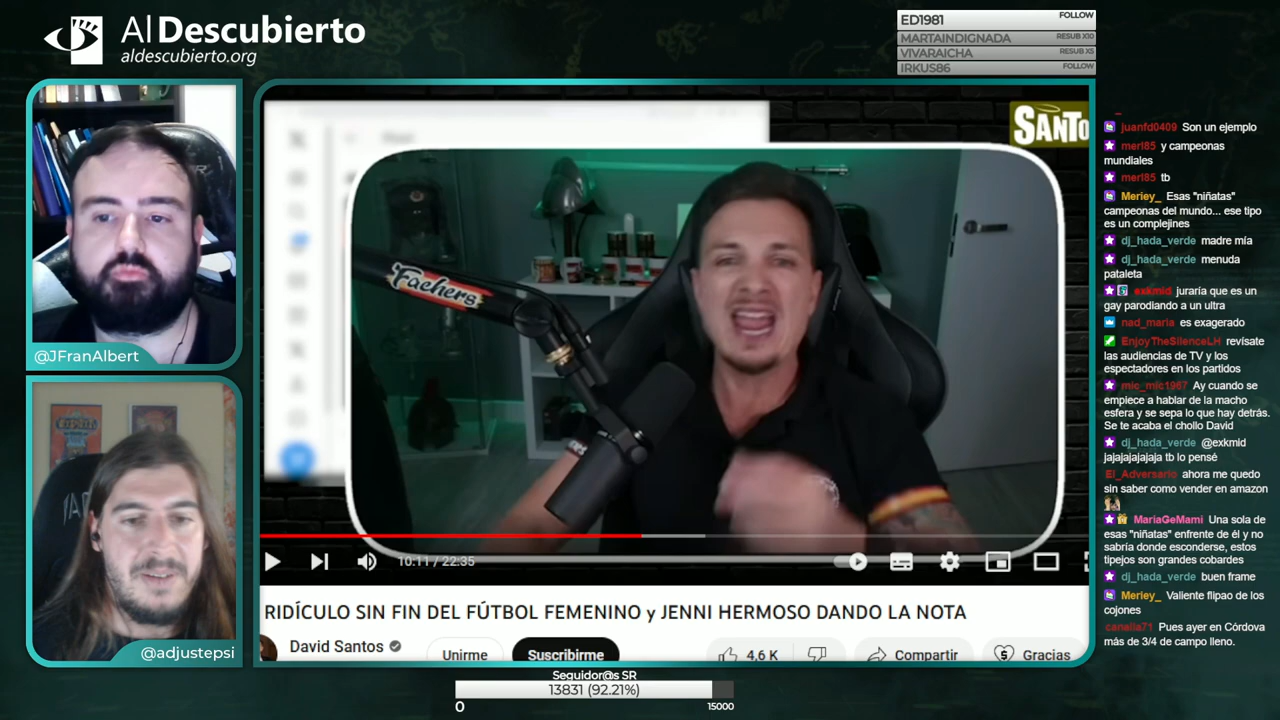 Al Descubierto
aldescubierto.org
ED1981 FOLLOW
MARTAINDIGNADA RESUB X10
VIVARAICHA RESUB X5
IRKUS86 FOLLOW
@JFranAlbert
@adjustepsi
SANTO
Fachers
10:11 / 22:35
RIDÍCULO SIN FIN DEL FÚTBOL FEMENINO y JENNI HERMOSO DANDO LA NOTA
David Santos
Unirme
Suscribirme
4,6 K
Compartir
Gracias
Seguidor@s SR
13831 (92.21%)
0
15000
juanfd0409 Son un ejemplo
merl85 y campeonas
mundiales
merl85 tb
Meriey_ Esas "niñatas"
campeonas del mundo... ese tipo
es un complejines
dj_hada_verde madre mía
dj_hada_verde menuda
pataleta
exkmid juraría que es un
gay parodiando a un ultra
nad_maria es exagerado
EnjoyTheSilenceLH revísate
las audiencias de TV y los
espectadores en los partidos
mic_mic1967 Ay cuando se
empiece a hablar de la macho
esfera y se sepa lo que hay detrás.
Se te acaba el chollo David
dj_hada_verde @exkmid
jajajajajaja tb lo pensé
El_Adversario ahora me quedo
sin saber como vender en amazon
MariaGeMami Una sola de
esas "niñatas" enfrente de él y no
sabría donde esconderse, estos
tipejos son grandes cobardes
dj_hada_verde buen frame
Meriey_ Valiente flipao de los
cojones
canalla71 Pues ayer en Córdova
más de 3/4 de campo lleno.